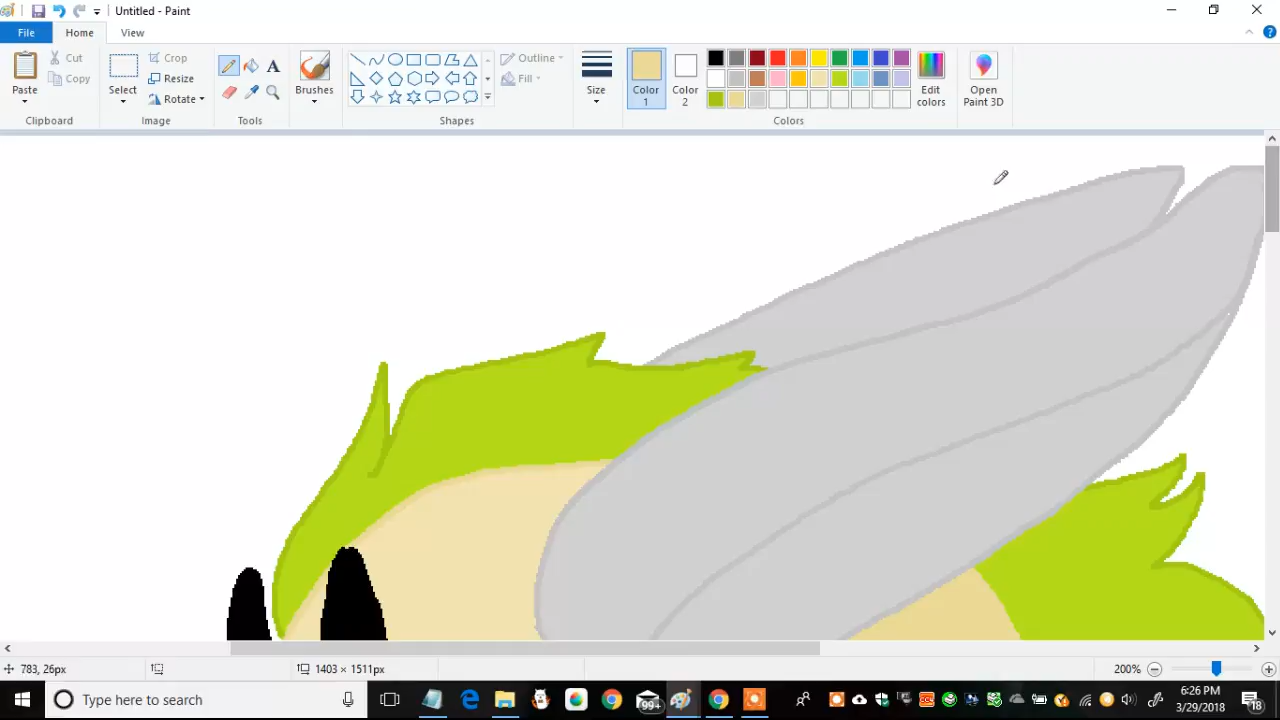 Untitled - Paint
File Home View
Paste
Cut
Copy
Clipboard
Select
Crop
Resize
Rotate
Image
A
Tools
Brushes
Outline
Fill
Shapes
Size
Color 1
Color 2
Edit colors
Colors
Open Paint 3D
783, 26px
1403 × 1511px
200%
Type here to search
99+
6:26 PM
3/29/2018
18